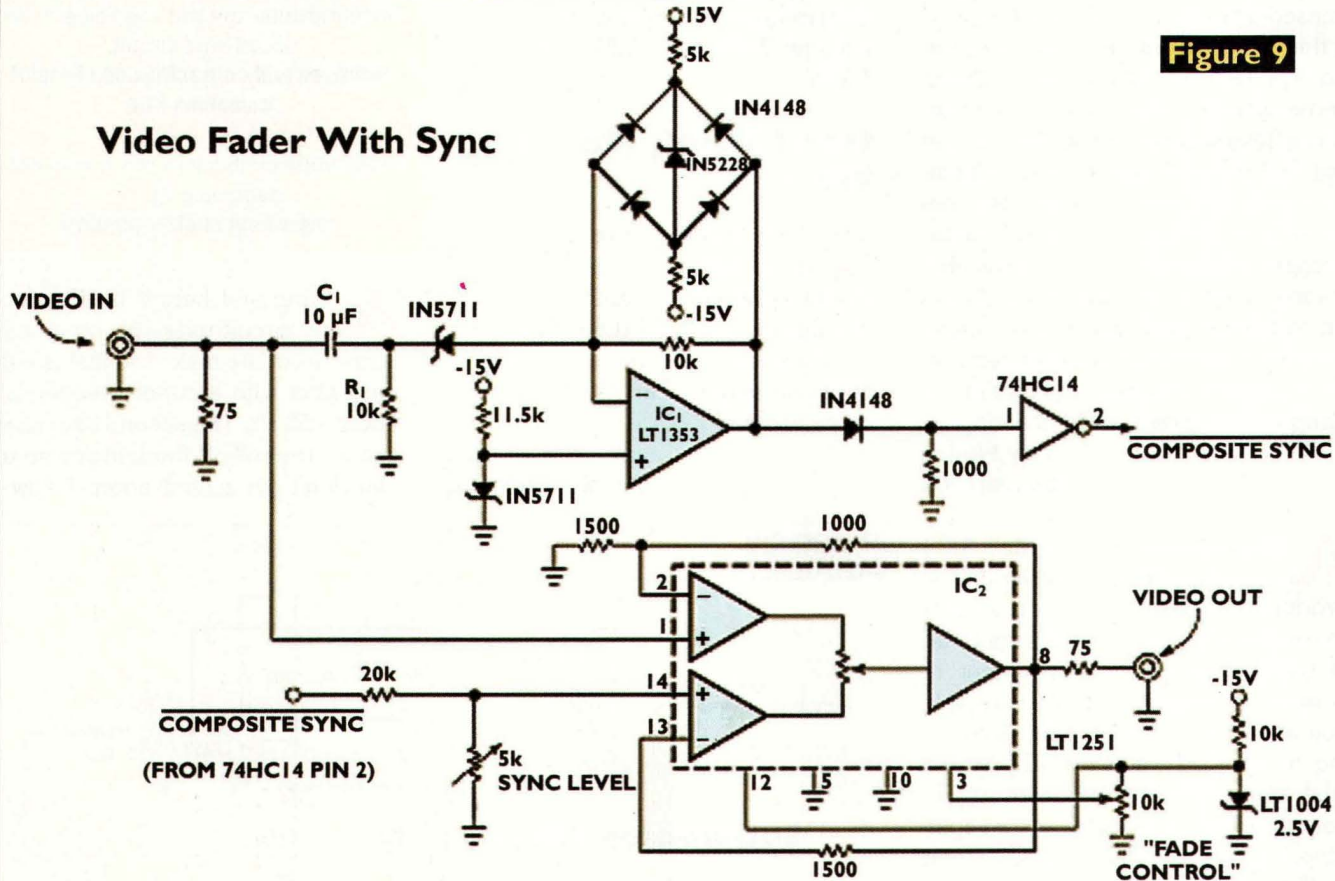 Figure 9
Video Fader With Sync
15V
5k
IN4148
IN5228
5k
-15V
VIDEO IN
C1
10 µF
IN5711
R1
10k
-15V
11.5k
IN5711
10k
IC1
LT1353
IN4148
74HC14
1
2
COMPOSITE SYNC
1000
1500
1000
2
11
14
13
IC2
8
75
VIDEO OUT
-15V
10k
LT1251
20k
COMPOSITE SYNC
(FROM 74HC14 PIN 2)
5k
SYNC LEVEL
12
5
10
3
10k
LT1004
2.5V
"FADE
CONTROL"
1500
75